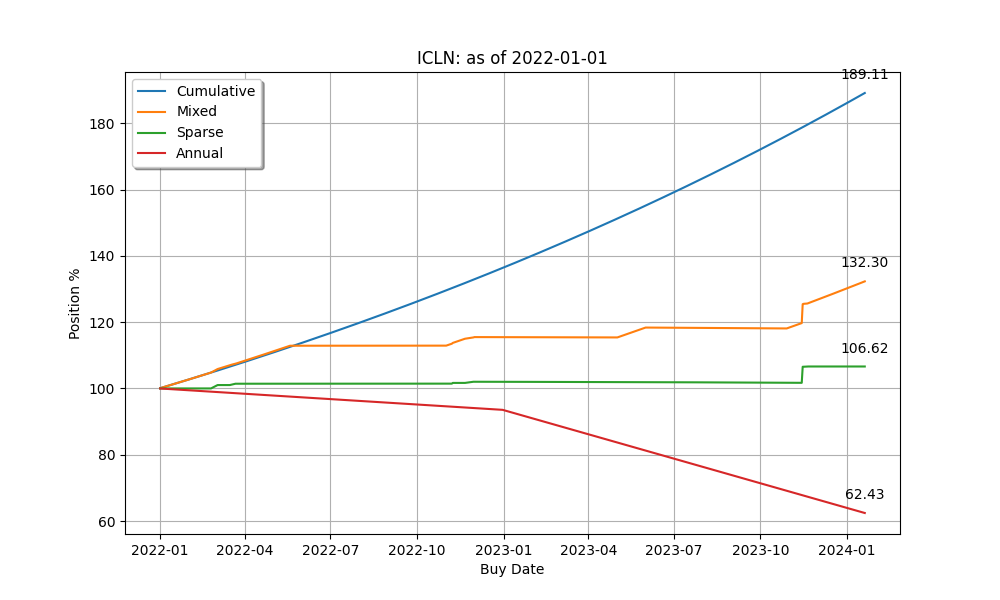 ICLN: as of 2022-01-01
189.11
Cumulative
Mixed
Sparse
Annual
180
160
140
132.30
120
106.62
100
80
62.43
60
Position %
2022-01 2022-04 2022-07 2022-10 2023-01 2023-04 2023-07 2023-10 2024-01
Buy Date